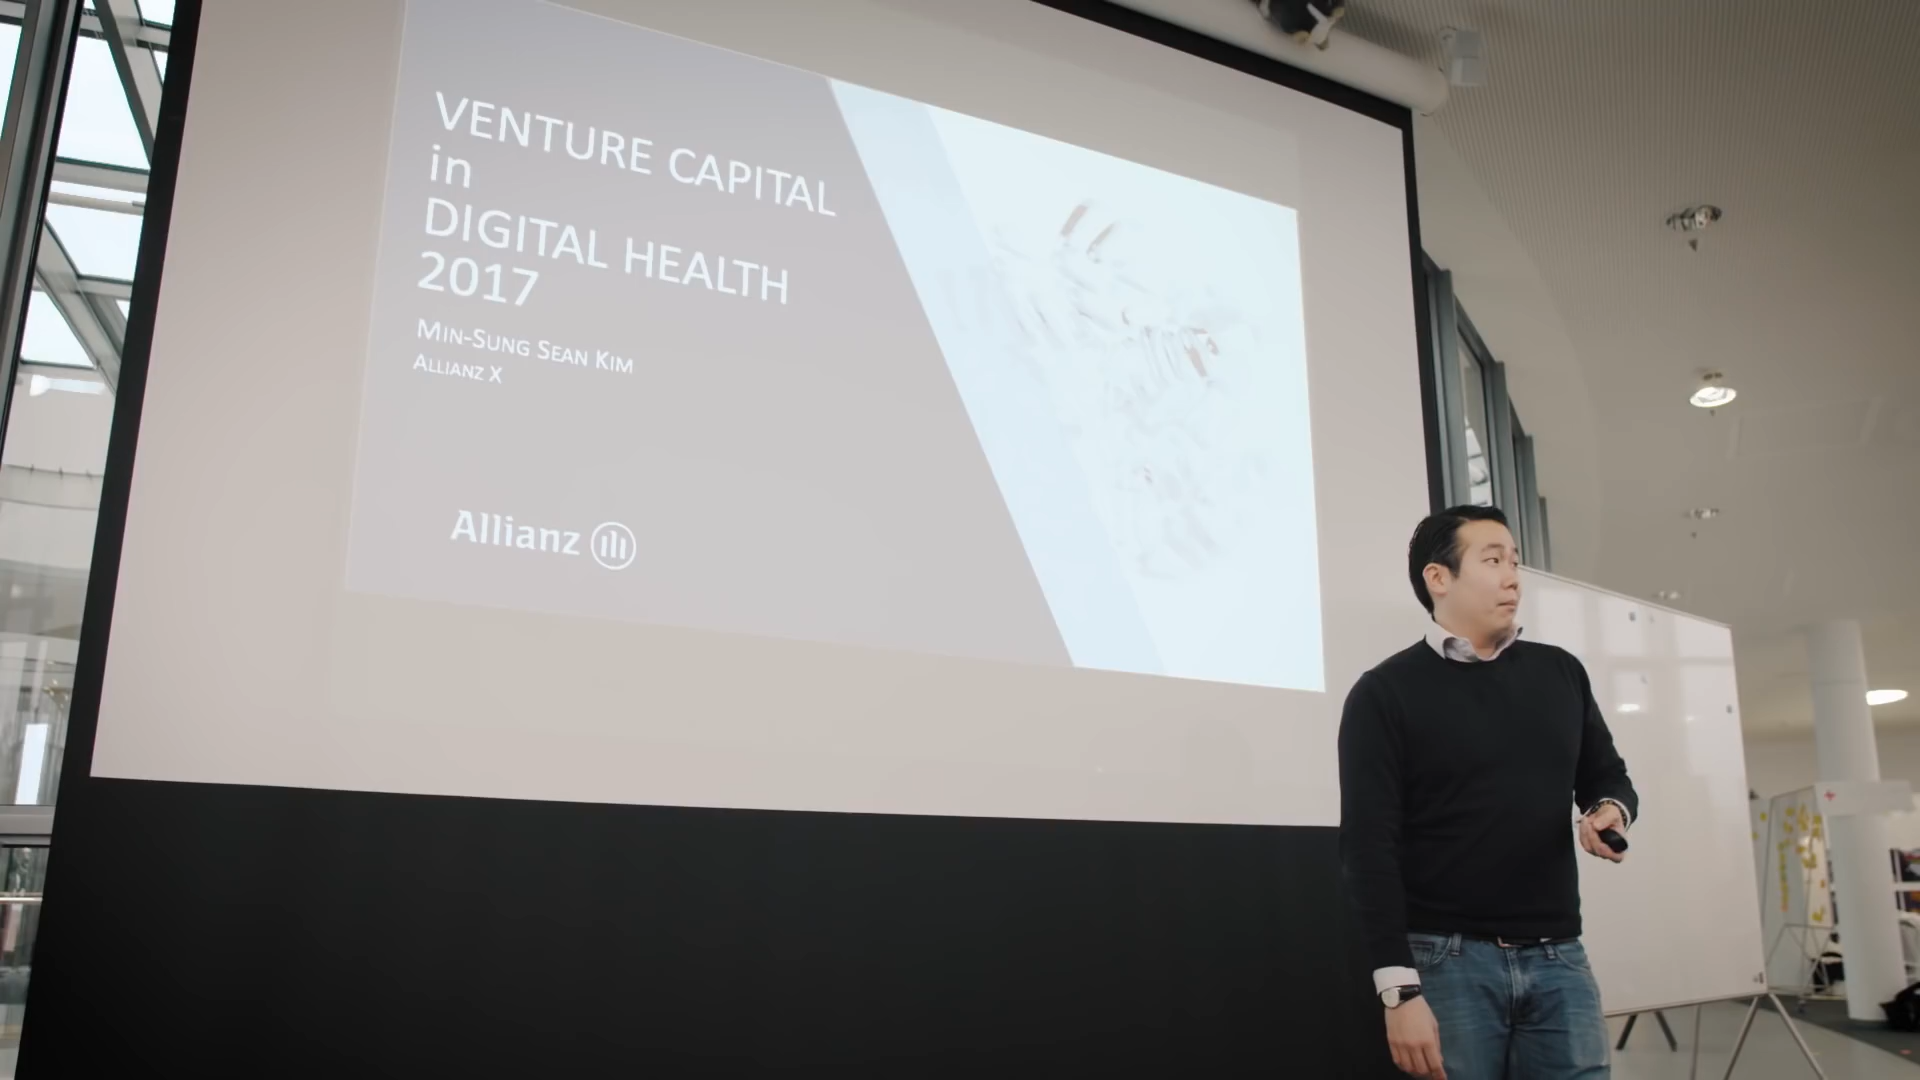 VENTURE CAPITAL
in
DIGITAL HEALTH
2017
MIN-SUNG SEAN KIM
ALLIANZ X
Allianz